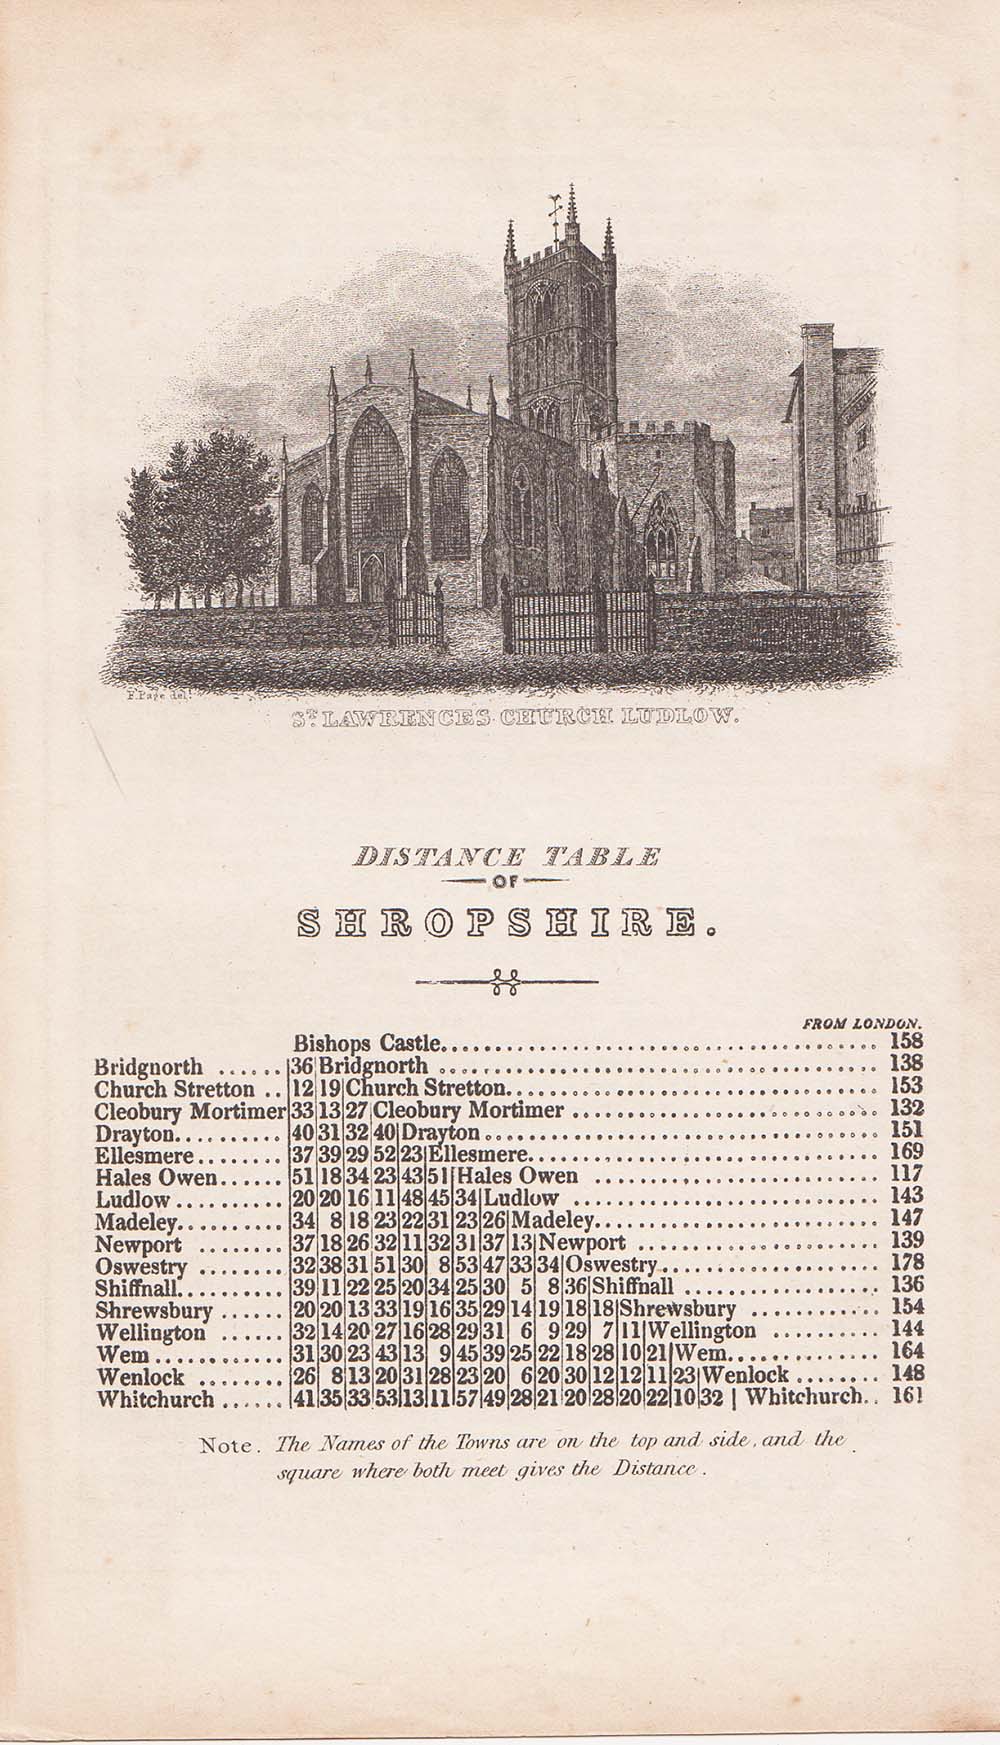 F. Page del!
ST LAWRENCES CHURCH LUDLOW.
DISTANCE TABLE
OF
SHROPSHIRE.
FROM LONDON.
Bishops Castle........ 158
Bridgnorth ...... |36|Bridgnorth ........ 138
Church Stretton .. |12|19|Church Stretton........ 153
Cleobury Mortimer|33|13|27|Cleobury Mortimer ........ 132
Drayton.......... |40|31|32|40|Drayton........ 151
Ellesmere........ |37|39|29|52|23|Ellesmere........ 169
Hales Owen...... |51|18|34|23|43|51|Hales Owen ........ 117
Ludlow .......... |20|20|16|11|48|45|34|Ludlow ........ 143
Madeley.......... |34| 8|18|23|22|31|23|26|Madeley........ 147
Newport ........ |37|18|26|32|11|32|31|37|13|Newport ........ 139
Oswestry ........ |32|38|31|51|30| 8|53|47|33|34|Oswestry........ 178
Shiffnall.......... |39|11|22|25|20|34|25|30| 5| 8|36|Shiffnall ........ 136
Shrewsbury ...... |20|20|13|33|19|16|35|29|14|19|18|18|Shrewsbury ........ 154
Wellington ...... |32|14|20|27|16|28|29|31| 6| 9|29| 7|11|Wellington ........ 144
Wem............ |31|30|23|43|13| 9|45|39|25|22|18|28|10|21|Wem........ 164
Wenlock ........ |26| 8|13|20|31|28|23|20| 6|20|30|12|12|11|23|Wenlock ........ 148
Whitchurch ...... |41|35|33|53|13|11|57|49|28|21|20|28|20|22|10|32 | Whitchurch.. 161
Note. The Names of the Towns are on the top and side, and the
square where both meet gives the Distance.